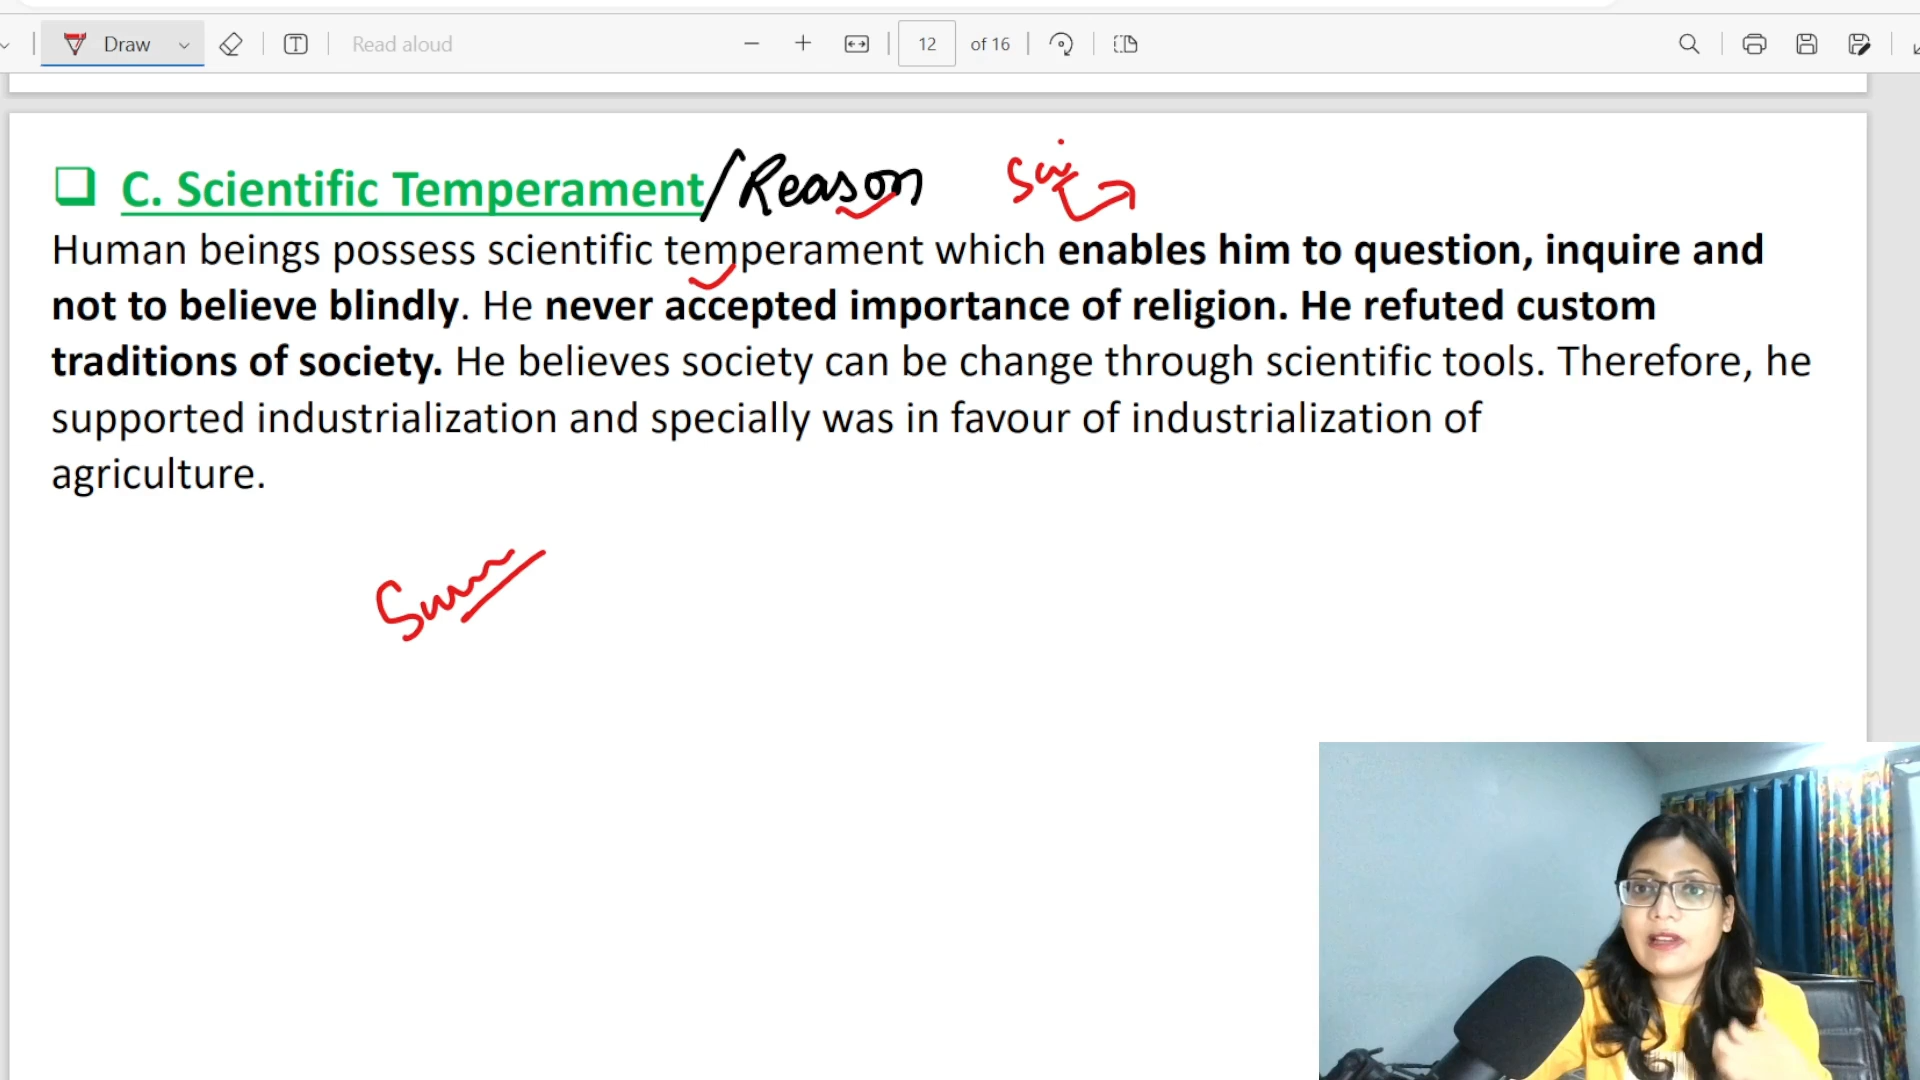 Draw
Read aloud
12 of 16
C. Scientific Temperament/Reason
Human beings possess scientific temperament which enables him to question, inquire and
not to believe blindly. He never accepted importance of religion. He refuted custom
traditions of society. He believes society can be change through scientific tools. Therefore, he
supported industrialization and specially was in favour of industrialization of
agriculture.